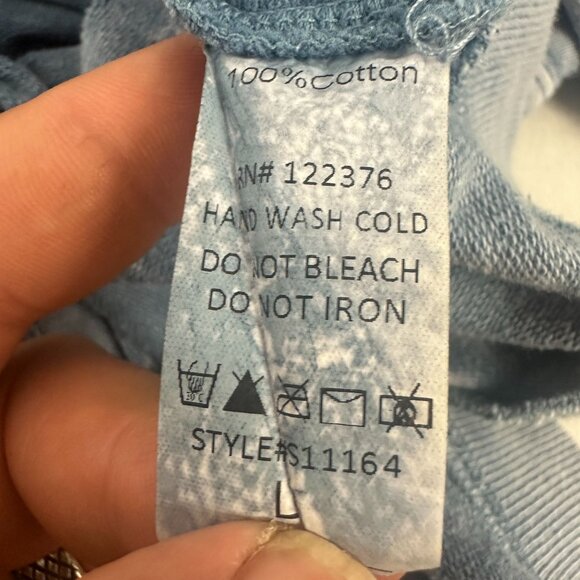 100% Cotton
RN# 122376
HAND WASH COLD
DO NOT BLEACH
DO NOT IRON
STYLE#S11164
L